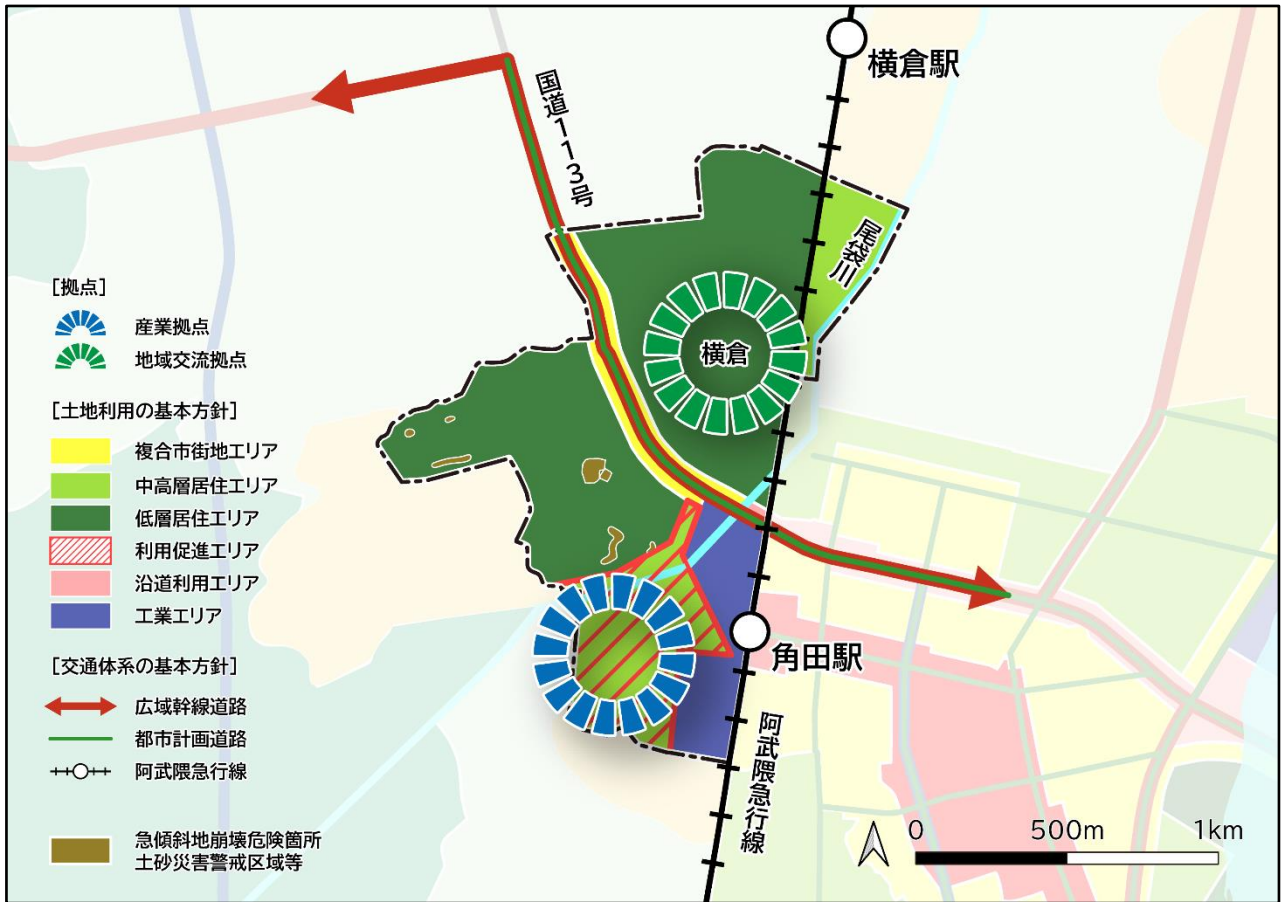 横倉駅
国道113号
尾袋川
横倉
[拠点]
産業拠点
地域交流拠点
[土地利用の基本方針]
複合市街地エリア
中高層居住エリア
低層居住エリア
利用促進エリア
沿道利用エリア
工業エリア
[交通体系の基本方針]
広域幹線道路
都市計画道路
阿武隈急行線
急傾斜地崩壊危険箇所
土砂災害警戒区域等
角田駅
阿武隈急行線
0 500m 1km